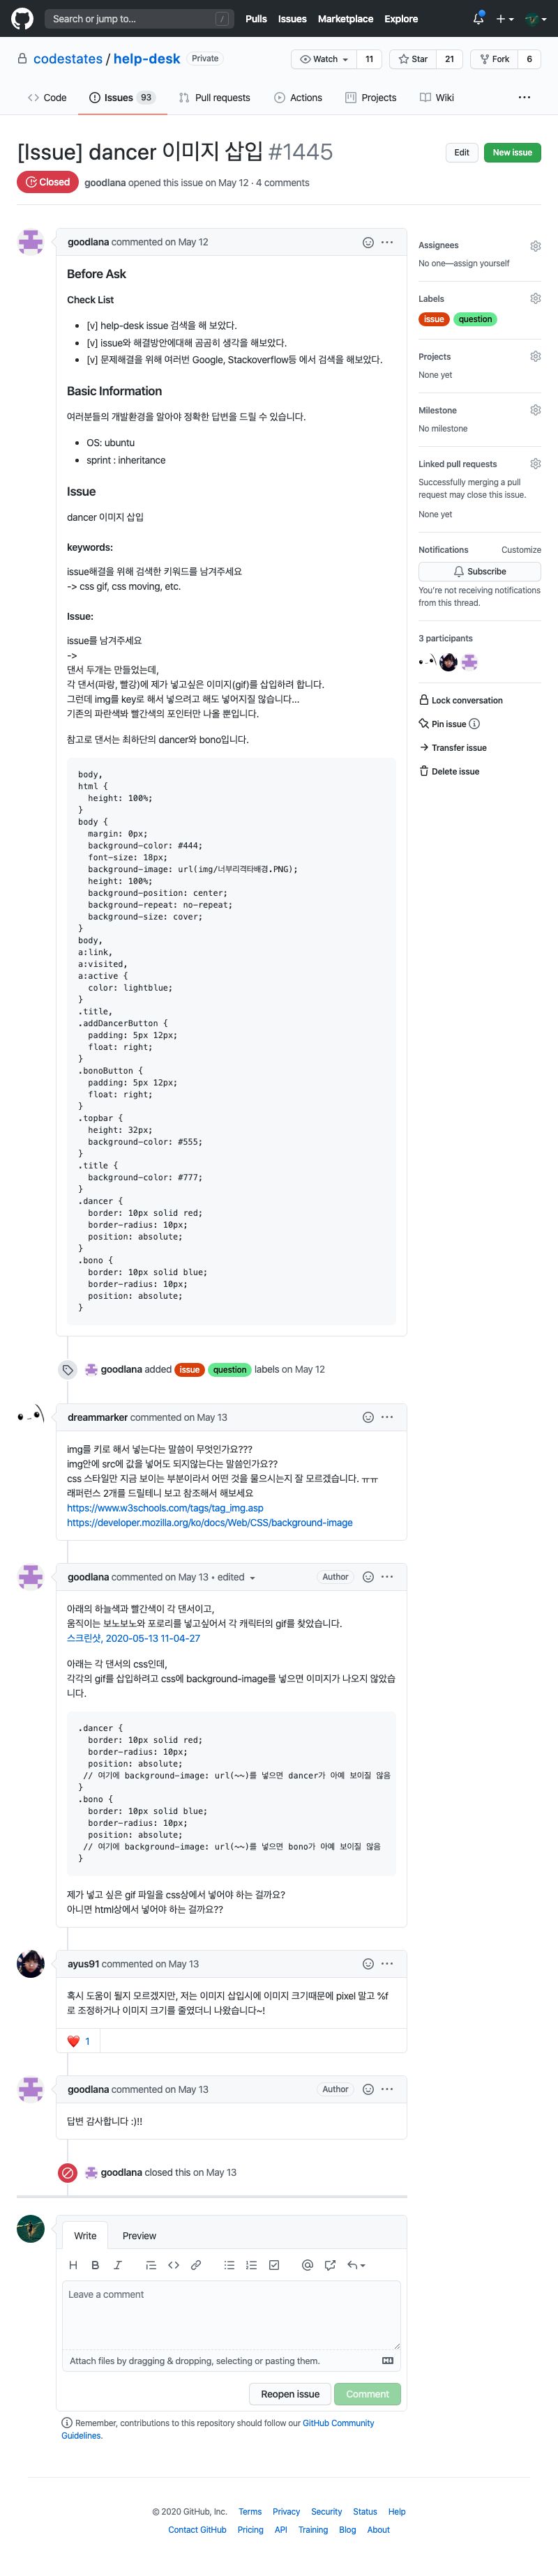 Search or jump to...
/
Pulls
Issues
Marketplace
Explore
codestates / help-desk
Private
Watch
11
Star
21
Fork
6
Code
Issues
93
Pull requests
Actions
Projects
Wiki
[Issue] dancer 이미지 삽입 #1445
Edit
New issue
Closed
goodlana opened this issue on May 12 · 4 comments
goodlana commented on May 12
Before Ask
Check List
• [v] help-desk issue 검색을 해 보았다.
• [v] issue와 해결방안에대해 곰곰히 생각을 해보았다.
• [v] 문제해결을 위해 여러번 Google, Stackoverflow등 에서 검색을 해보았다.
Basic Information
여러분들의 개발환경을 알아야 정확한 답변을 드릴 수 있습니다.
• OS: ubuntu
• sprint : inheritance
Issue
dancer 이미지 삽입
keywords:
issue해결을 위해 검색한 키워드를 남겨주세요
-> css gif, css moving, etc.
Issue:
issue를 남겨주세요
->
댄서 두개는 만들었는데,
각 댄서(파랑, 빨강)에 제가 넣고싶은 이미지(gif)를 삽입하려 합니다.
그런데 img를 key로 해서 넣으려고 해도 넣어지질 않습니다...
기존의 파란색봐 빨간색의 포인터만 나올 뿐입니다.
참고로 댄서는 최하단의 dancer와 bono입니다.
body,
html {
height: 100%;
}
body {
margin: 0px;
background-color: #444;
font-size: 18px;
background-image: url(img/너부리격타배경.PNG);
height: 100%;
background-position: center;
background-repeat: no-repeat;
background-size: cover;
}
body,
a:link,
a:visited,
a:active {
color: lightblue;
}
.title,
.addDancerButton {
padding: 5px 12px;
float: right;
}
.bonoButton {
padding: 5px 12px;
float: right;
}
.topbar {
height: 32px;
background-color: #555;
}
.title {
background-color: #777;
}
.dancer {
border: 10px solid red;
border-radius: 10px;
position: absolute;
}
.bono {
border: 10px solid blue;
border-radius: 10px;
position: absolute;
}
goodlana added issue question labels on May 12
dreammarker commented on May 13
img를 키로 해서 넣는다는 말씀이 무엇인가요???
img안에 src에 값을 넣어도 되지않는다는 말씀인가요??
css 스타일만 지금 보이는 부분이라서 어떤 것을 물으시는지 잘 모르겠습니다. ㅠㅠ
래퍼런스 2개를 드릴테니 보고 참조해서 해보세요
https://www.w3schools.com/tags/tag_img.asp
https://developer.mozilla.org/ko/docs/Web/CSS/background-image
goodlana commented on May 13 • edited
Author
아래의 하늘색과 빨간색이 각 댄서이고,
움직이는 보노보노와 포로리를 넣고싶어서 각 캐릭터의 gif를 찾았습니다.
스크린샷, 2020-05-13 11-04-27
아래는 각 댄서의 css인데,
각각의 gif를 삽입하려고 css에 background-image를 넣으면 이미지가 나오지 않았습
니다.
.dancer {
border: 10px solid red;
border-radius: 10px;
position: absolute;
// 여기에 background-image: url(~~)를 넣으면 dancer가 아예 보이질 않음
}
.bono {
border: 10px solid blue;
border-radius: 10px;
position: absolute;
// 여기에 background-image: url(~~)를 넣으면 bono가 아예 보이질 않음
}
제가 넣고 싶은 gif 파일을 css상에서 넣어야 하는 걸까요?
아니면 html상에서 넣어야 하는 걸까요??
ayus91 commented on May 13
혹시 도움이 될지 모르겠지만, 저는 이미지 삽입시에 이미지 크기때문에 pixel 말고 %f
로 조정하거나 이미지 크기를 줄였더니 나왔습니다~!
1
goodlana commented on May 13
Author
답변 감사합니다 :)!!
goodlana closed this on May 13
Write
Preview
Leave a comment
Attach files by dragging & dropping, selecting or pasting them.
Reopen issue
Comment
Remember, contributions to this repository should follow our GitHub Community
Guidelines.
Assignees
No one—assign yourself
Labels
issue
question
Projects
None yet
Milestone
No milestone
Linked pull requests
Successfully merging a pull
request may close this issue.
None yet
Notifications
Customize
Subscribe
You're not receiving notifications
from this thread.
3 participants
Lock conversation
Pin issue
Transfer issue
Delete issue
© 2020 GitHub, Inc.
Terms
Privacy
Security
Status
Help
Contact GitHub
Pricing
API
Training
Blog
About